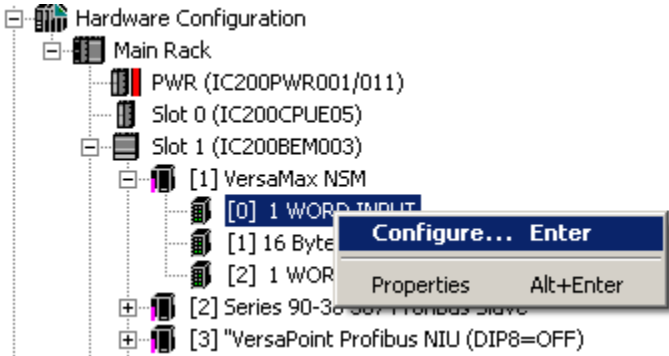 Hardware Configuration
Main Rack
PWR (IC200PWR001/011)
Slot 0 (IC200CPUE05)
Slot 1 (IC200BEM003)
[1] VersaMax NSM
[0] 1 WORD INPUT
Configure... Enter
[1] 16 Byte
[2] 1 WOR
Properties Alt+Enter
[2] Series 90-30 Profibus Slave
[3] "VersaPoint Profibus NIU (DIP8=OFF)